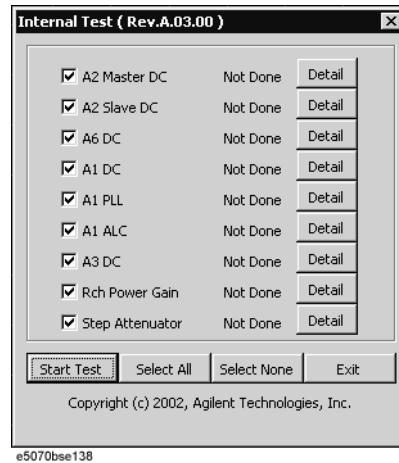 Internal Test ( Rev.A.03.00 )
A2 Master DC Not Done Detail
A2 Slave DC Not Done Detail
A6 DC Not Done Detail
A1 DC Not Done Detail
A1 PLL Not Done Detail
A1 ALC Not Done Detail
A3 DC Not Done Detail
Rch Power Gain Not Done Detail
Step Attenuator Not Done Detail
Start Test Select All Select None Exit
Copyright (c) 2002, Agilent Technologies, Inc.
e5070bse138